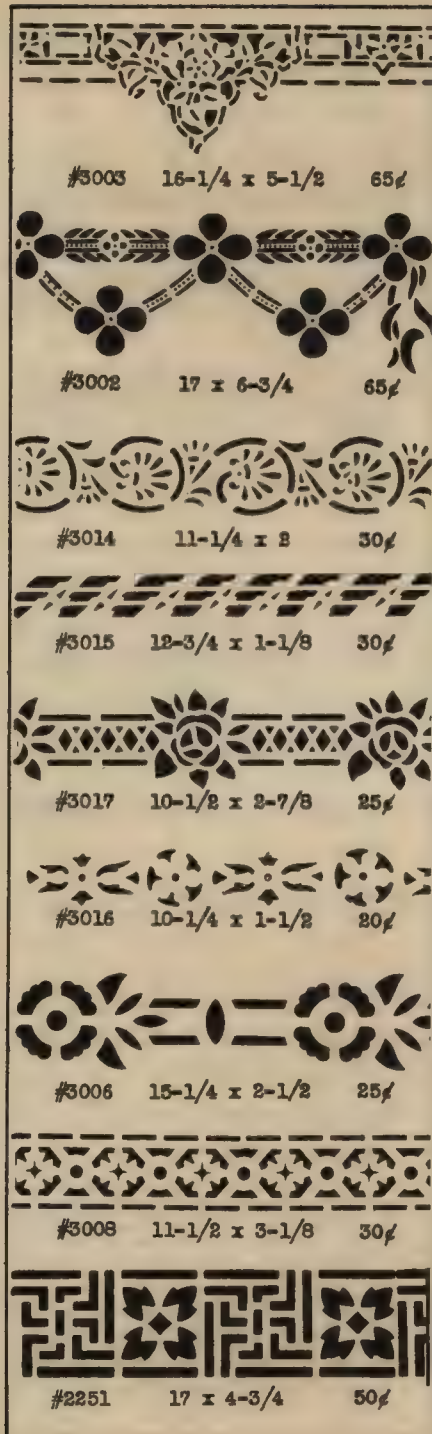 #3003 16-1/4 x 5-1/2 65¢
#3002 17 x 6-3/4 65¢
#3014 11-1/4 x 2 30¢
#3015 12-3/4 x 1-1/8 30¢
#3017 10-1/2 x 2-7/8 25¢
#3016 10-1/4 x 1-1/2 20¢
#3006 15-1/4 x 2-1/2 25¢
#3008 11-1/2 x 3-1/8 30¢
#2251 17 x 4-3/4 50¢